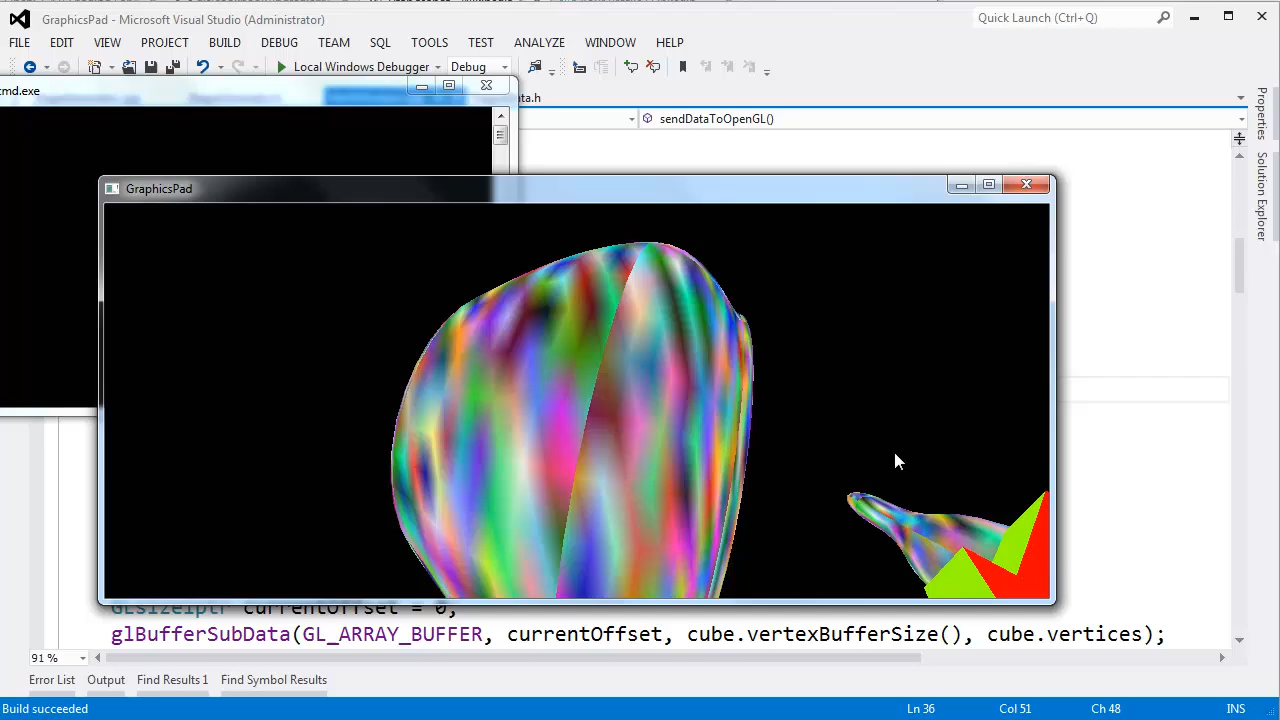 GraphicsPad - Microsoft Visual Studio (Administrator)
Quick Launch (Ctrl+Q)
FILE EDIT VIEW PROJECT BUILD DEBUG TEAM SQL TOOLS TEST ANALYZE WINDOW HELP
Local Windows Debugger Debug
cmd.exe
sendDataToOpenGL()
Properties
Solution Explorer
GraphicsPad
GLsizeiptr currentOffset = 0;
glBufferSubData(GL_ARRAY_BUFFER, currentOffset, cube.vertexBufferSize(), cube.vertices);
91 %
Error List Output Find Results 1 Find Symbol Results
Build succeeded Ln 36 Col 51 Ch 48 INS